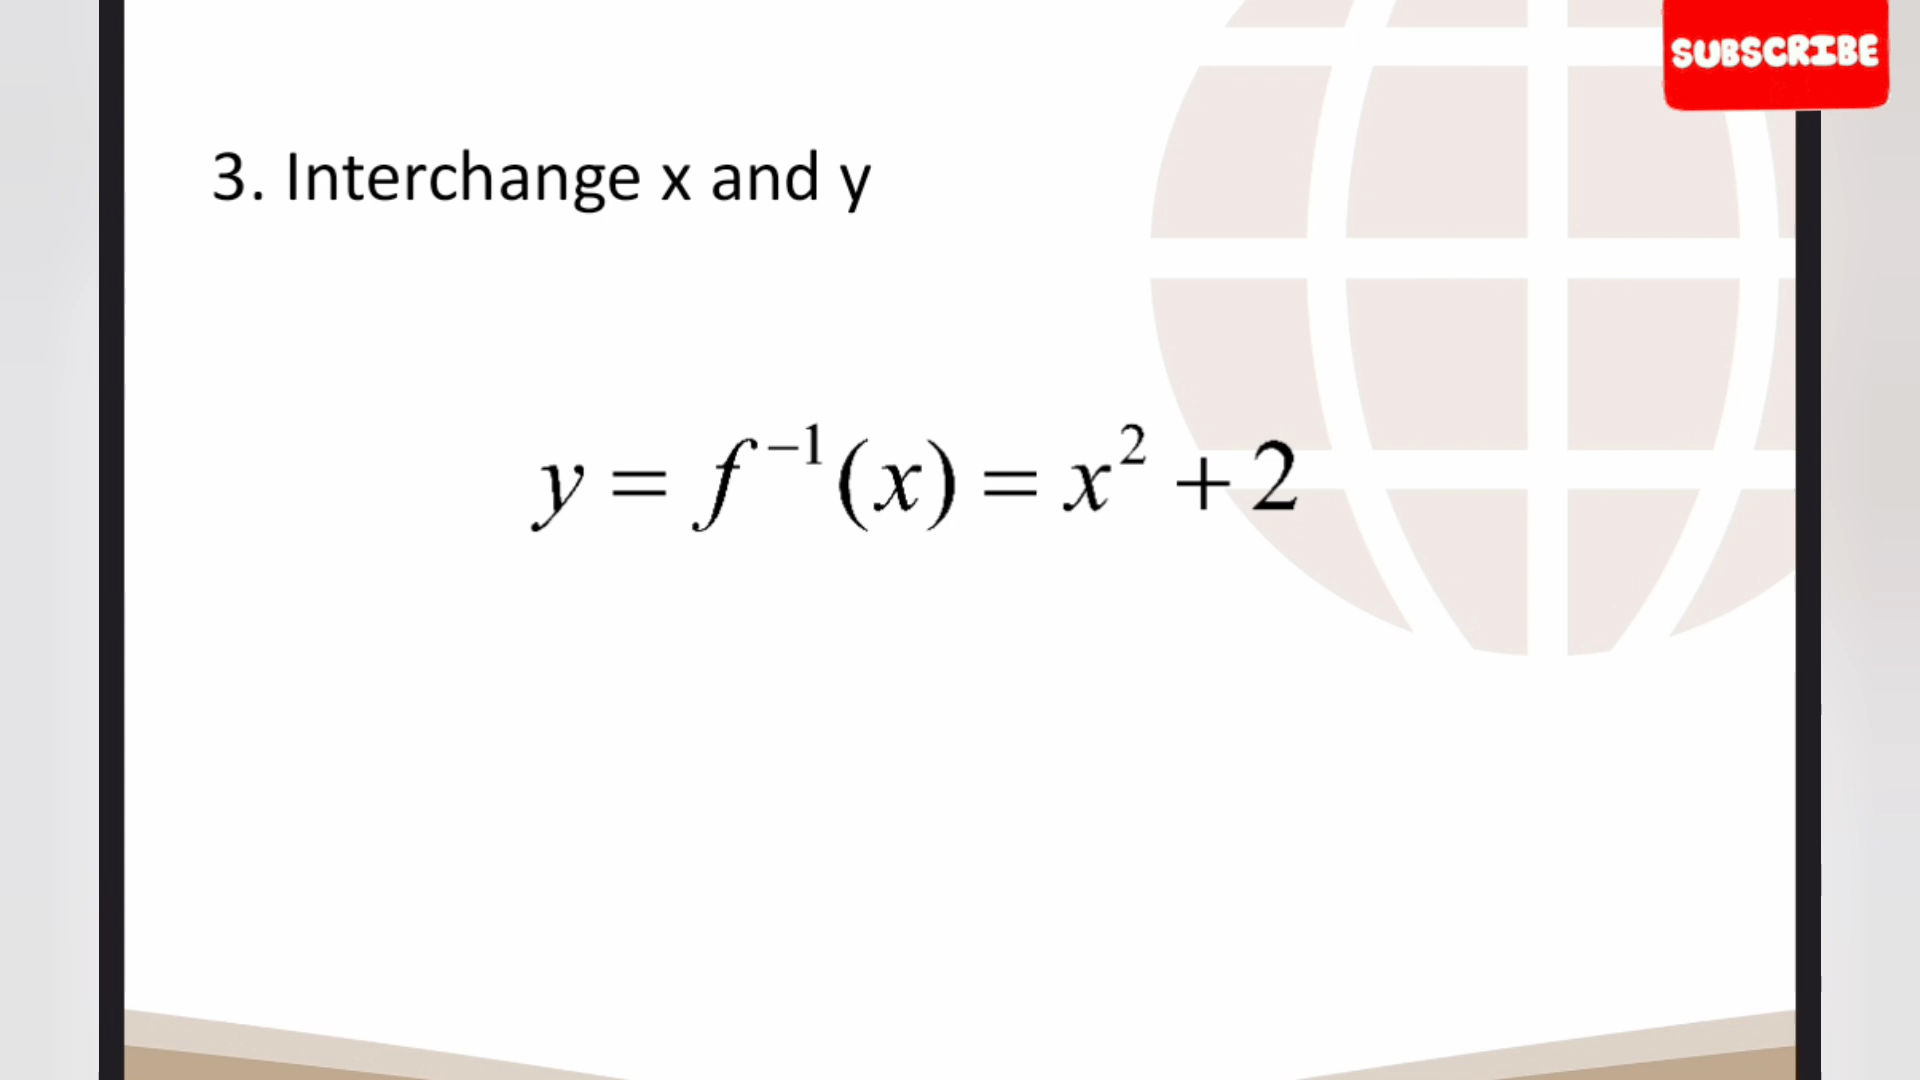 SUBSCRIBE
3. Interchange x and y
y = f⁻¹(x) = x² + 2